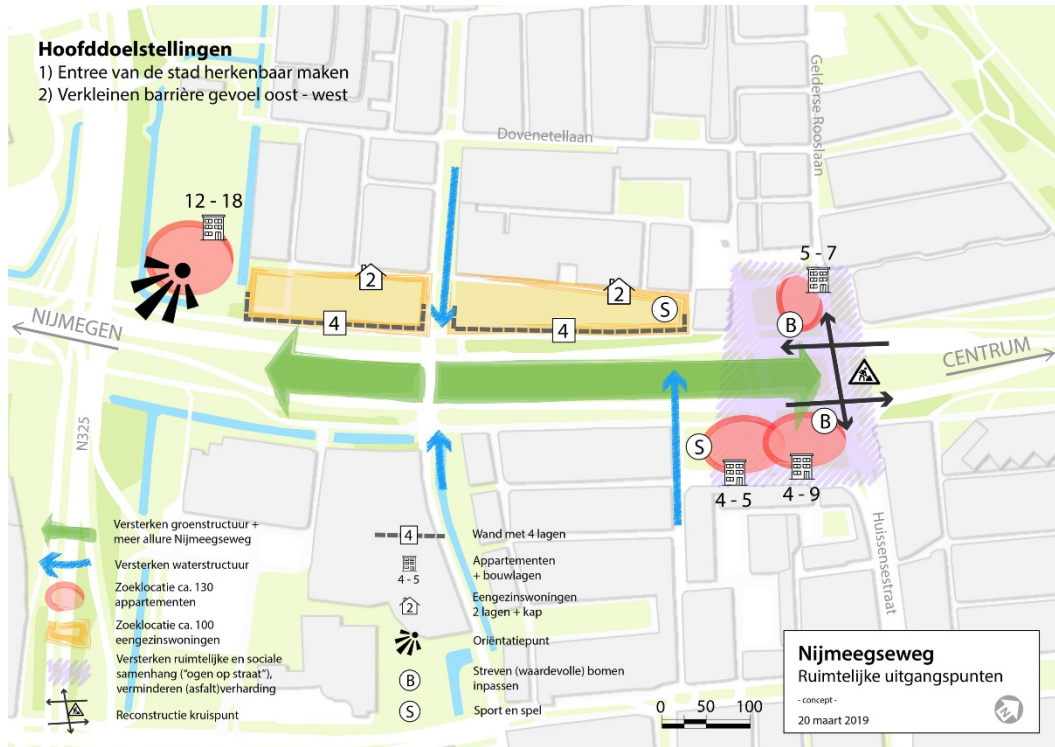 Hoofddoelstellingen
1) Entree van de stad herkenbaar maken
2) Verkleinen barrière gevoel oost - west
Dovenetellaan
Gelderse Rooslaan
12 - 18
5 - 7
2
2
S
B
4
4
NIJMEGEN
CENTRUM
N325
S
B
4 - 5
4 - 9
Huissensestraat
Versterken groenstructuur +
meer allure Nijmeegseweg
Versterken waterstructuur
Zoeklocatie ca. 130
appartementen
Zoeklocatie ca. 100
eengezinswoningen
Versterken ruimtelijke en sociale
samenhang ("ogen op straat"),
verminderen (asfalt)verharding
Reconstructie kruispunt
4
Wand met 4 lagen
4 - 5
Appartementen
+ bouwlagen
2
Eengezinswoningen
2 lagen + kap
Oriëntatiepunt
B
Streven (waardevolle) bomen
inpassen
S
Sport en spel
0 50 100
Nijmeegseweg
Ruimtelijke uitgangspunten
- concept -
20 maart 2019
N